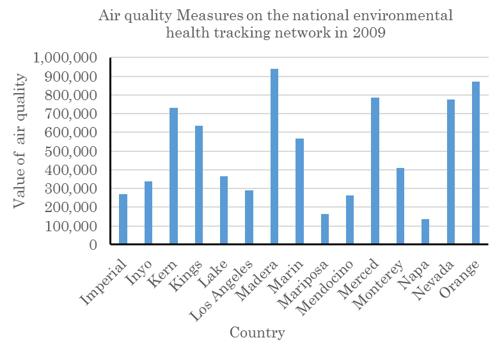 Air quality Measures on the national environmental
health tracking network in 2009
Value of air quality
1,000,000
900,000
800,000
700,000
600,000
500,000
400,000
300,000
200,000
100,000
0
Imperial
Inyo
Kern
Kings
Lake
Los Angeles
Madera
Marin
Mariposa
Mendocino
Merced
Monterey
Napa
Nevada
Orange
Country